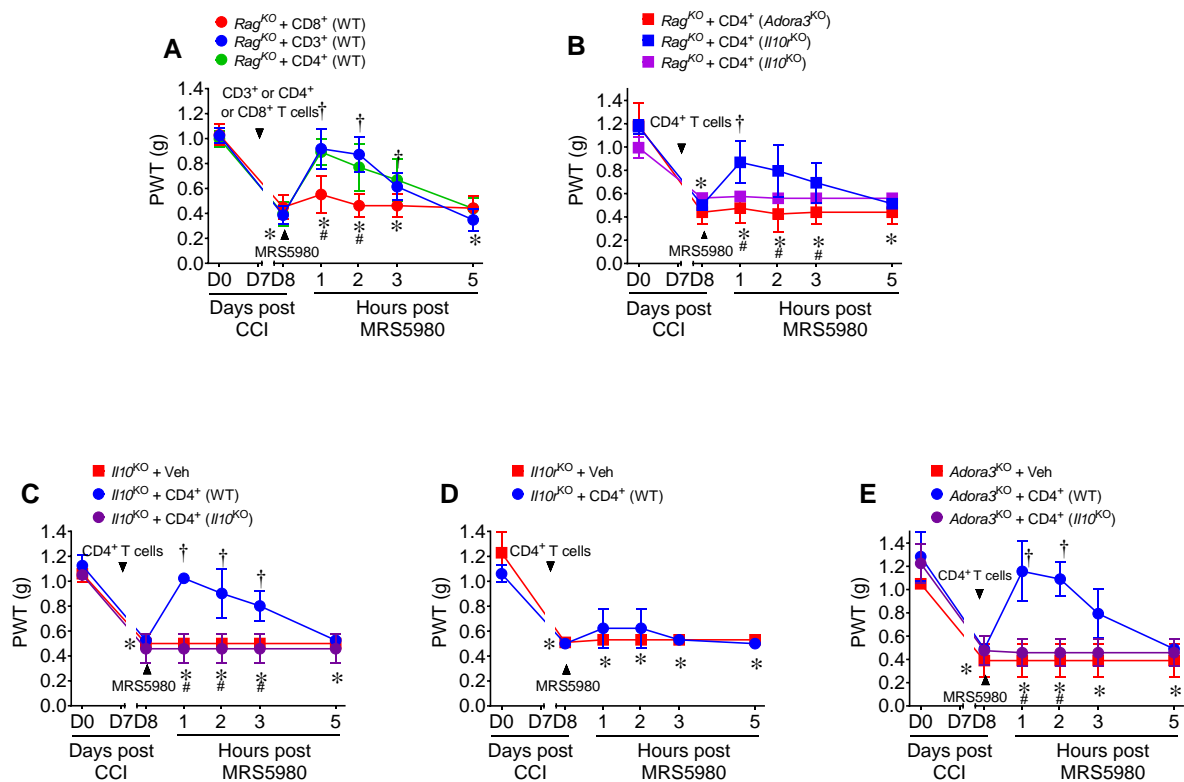 A
Rag^KO + CD8+ (WT)
Rag^KO + CD3+ (WT)
Rag^KO + CD4+ (WT)
CD3+ or CD4+
or CD8+ T cells
†
†
‡
PWT (g)
1.4
1.2
1.0
0.8
0.6
0.4
0.2
0.0
*
MRS5980
* * * *
# #
D0 D7 D8 1 2 3 5
Days post CCI
Hours post MRS5980
B
Rag^KO + CD4+ (Adora3^KO)
Rag^KO + CD4+ (Il10r^KO)
Rag^KO + CD4+ (Il10^KO)
CD4+ T cells
†
PWT (g)
1.4
1.2
1.0
0.8
0.6
0.4
0.2
0.0
*
MRS5980
* * * *
# # #
D0 D7 D8 1 2 3 5
Days post CCI
Hours post MRS5980
C
Il10^KO + Veh
Il10^KO + CD4+ (WT)
Il10^KO + CD4+ (Il10^KO)
CD4+ T cells
† † †
PWT (g)
1.4
1.2
1.0
0.8
0.6
0.4
0.2
0.0
*
MRS5980
* * * *
# # #
D0 D7 D8 1 2 3 5
Days post CCI
Hours post MRS5980
D
Il10r^KO + Veh
Il10r^KO + CD4+ (WT)
CD4+ T cells
PWT (g)
1.4
1.2
1.0
0.8
0.6
0.4
0.2
0.0
*
MRS5980
* * * *
D0 D7 D8 1 2 3 5
Days post CCI
Hours post MRS5980
E
Adora3^KO + Veh
Adora3^KO + CD4+ (WT)
Adora3^KO + CD4+ (Il10^KO)
CD4+ T cells
† †
PWT (g)
1.4
1.2
1.0
0.8
0.6
0.4
0.2
0.0
*
MRS5980
* * * *
# #
D0 D7 D8 1 2 3 5
Days post CCI
Hours post MRS5980